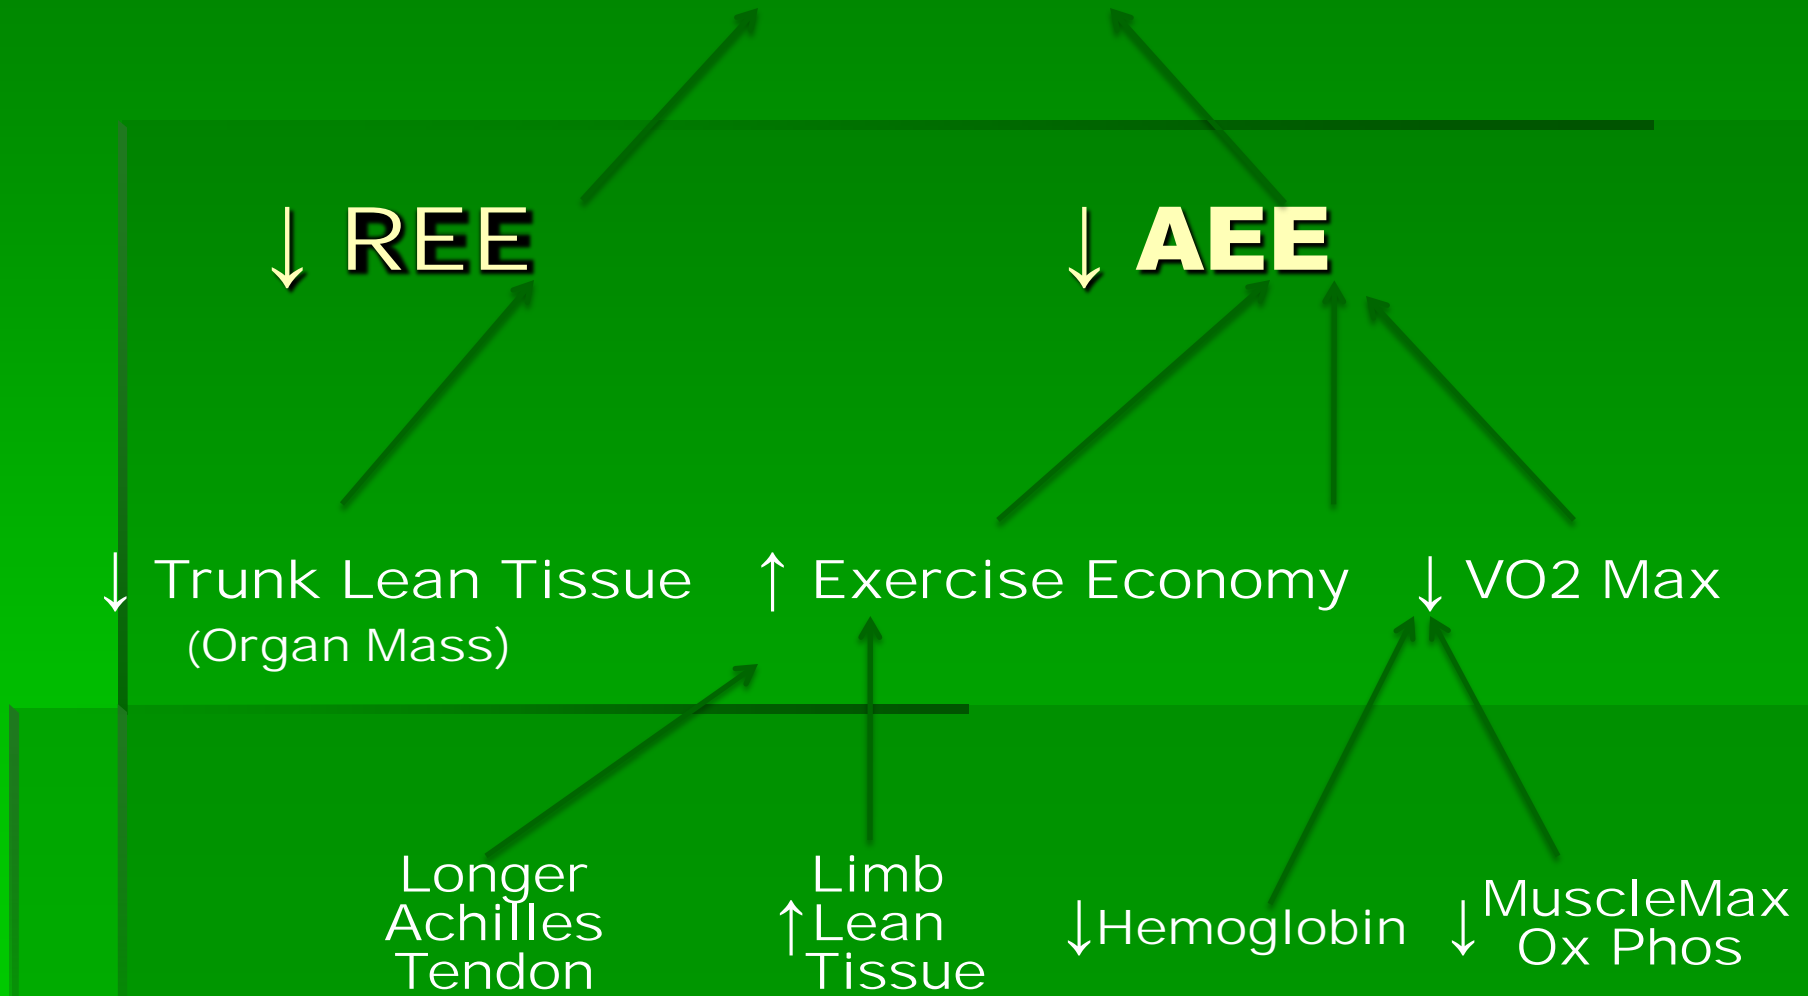 ↓ REE
↓ AEE
↓ Trunk Lean Tissue
(Organ Mass)
↑ Exercise Economy
↓ VO2 Max
Longer
Achilles
Tendon
Limb
↑Lean
Tissue
↓Hemoglobin
↓MuscleMax
Ox Phos